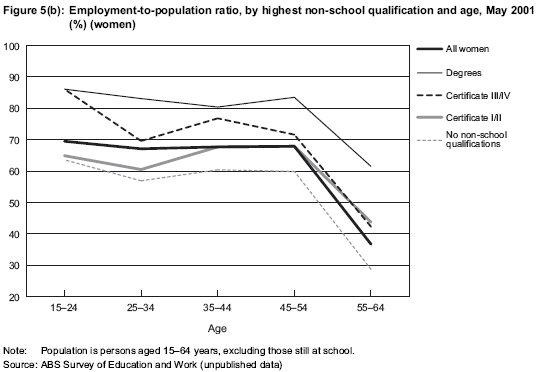 Figure 5(b): Employment-to-population ratio, by highest non-school qualification and age, May 2001
(%) (women)
100
90
80
70
60
50
40
30
20
15–24
25–34
35–44
45–54
55–64
Age
All women
Degrees
Certificate III/IV
Certificate I/II
No non-school
qualifications
Note: Population is persons aged 15–64 years, excluding those still at school.
Source: ABS Survey of Education and Work (unpublished data)